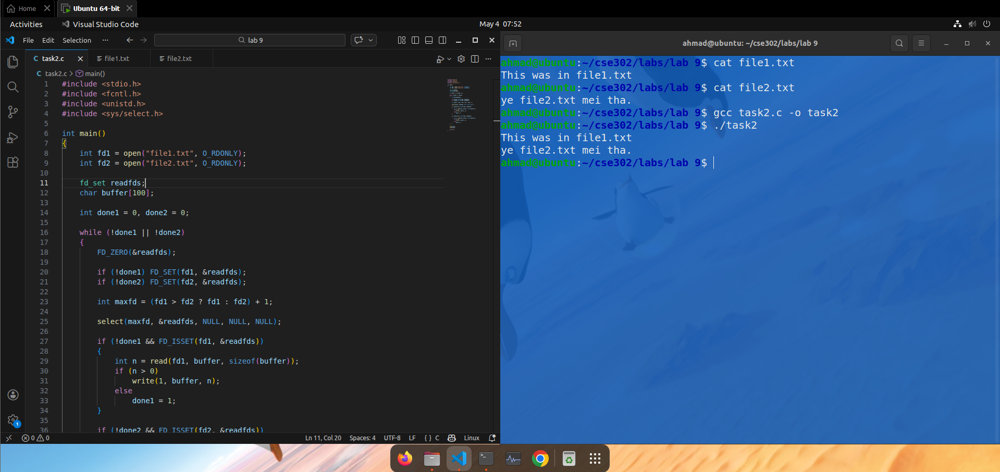 Home
Ubuntu 64-bit
Activities
Visual Studio Code
May 4 07:52
File Edit Selection ···
lab 9
task2.c
file1.txt
file2.txt
C task2.c > main()
1 #include <stdio.h>
2 #include <fcntl.h>
3 #include <unistd.h>
4 #include <sys/select.h>
5
6 int main()
7 {
8 int fd1 = open("file1.txt", O_RDONLY);
9 int fd2 = open("file2.txt", O_RDONLY);
10
11 fd_set readfds;
12 char buffer[100];
13
14 int done1 = 0, done2 = 0;
15
16 while (!done1 || !done2)
17 {
18 FD_ZERO(&readfds);
19
20 if (!done1) FD_SET(fd1, &readfds);
21 if (!done2) FD_SET(fd2, &readfds);
22
23 int maxfd = (fd1 > fd2 ? fd1 : fd2) + 1;
24
25 select(maxfd, &readfds, NULL, NULL, NULL);
26
27 if (!done1 && FD_ISSET(fd1, &readfds))
28 {
29 int n = read(fd1, buffer, sizeof(buffer));
30 if (n > 0)
31 write(1, buffer, n);
32 else
33 done1 = 1;
34 }
35
36 if (!done2 && FD_ISSET(fd2, &readfds))
1
0 0
Ln 11, Col 20 Spaces: 4 UTF-8 LF { } C Linux
ahmad@ubuntu: ~/cse302/labs/lab 9
ahmad@ubuntu:~/cse302/labs/lab 9$ cat file1.txt
This was in file1.txt
ahmad@ubuntu:~/cse302/labs/lab 9$ cat file2.txt
ye file2.txt mei tha.
ahmad@ubuntu:~/cse302/labs/lab 9$ gcc task2.c -o task2
ahmad@ubuntu:~/cse302/labs/lab 9$ ./task2
This was in file1.txt
ye file2.txt mei tha.
ahmad@ubuntu:~/cse302/labs/lab 9$